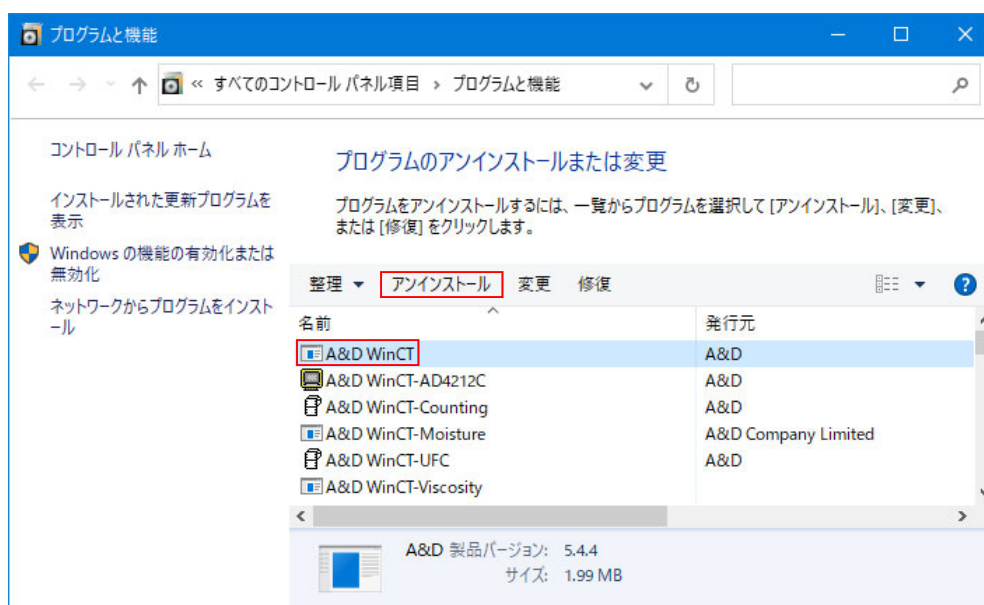 プログラムと機能
« すべてのコントロール パネル項目 › プログラムと機能
コントロール パネル ホーム
インストールされた更新プログラムを
表示
Windows の機能の有効化または
無効化
ネットワークからプログラムをインスト
ール
プログラムのアンインストールまたは変更
プログラムをアンインストールするには、一覧からプログラムを選択して [アンインストール]、[変更]、
または [修復] をクリックします。
整理 ▼ アンインストール 変更 修復
名前 発行元
A&D WinCT A&D
A&D WinCT-AD4212C A&D
A&D WinCT-Counting A&D
A&D WinCT-Moisture A&D Company Limited
A&D WinCT-UFC A&D
A&D WinCT-Viscosity
A&D 製品バージョン: 5.4.4
サイズ: 1.99 MB